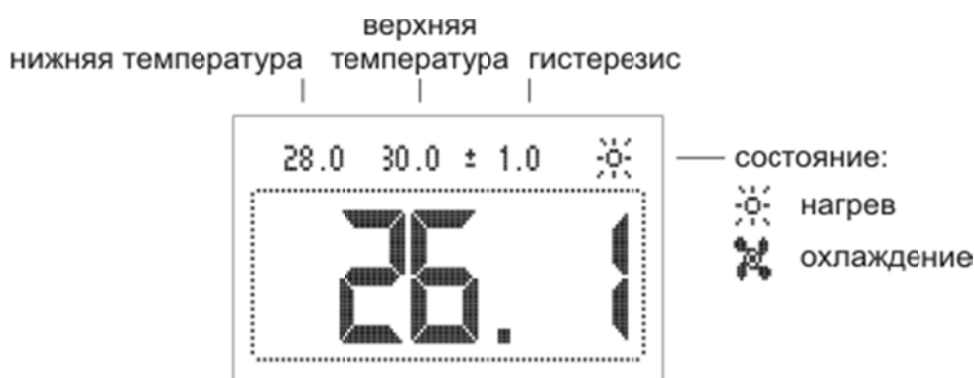 верхняя
нижняя температура температура гистерезис
28.0 30.0 ± 1.0
состояние:
нагрев
охлаждение
26.1